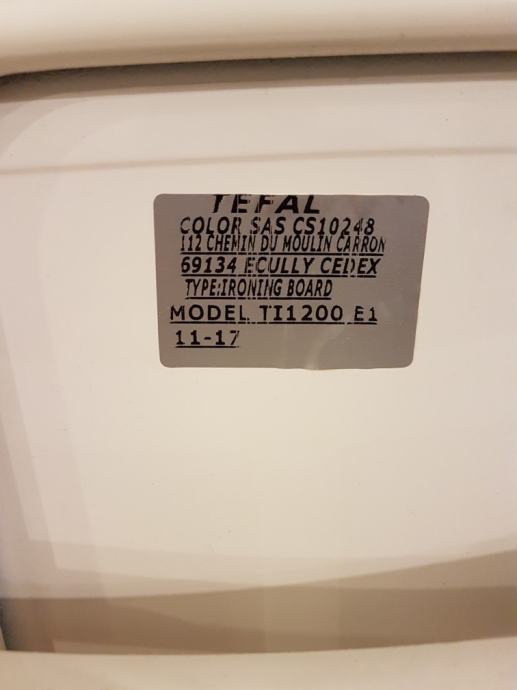 TEFAL
COLOR SAS CS10248
112 CHEMIN DU MOULIN CARRON
69134 ECULLY CEDEX
TYPE:IRONING BOARD
MODEL TI1200 E1
11-17